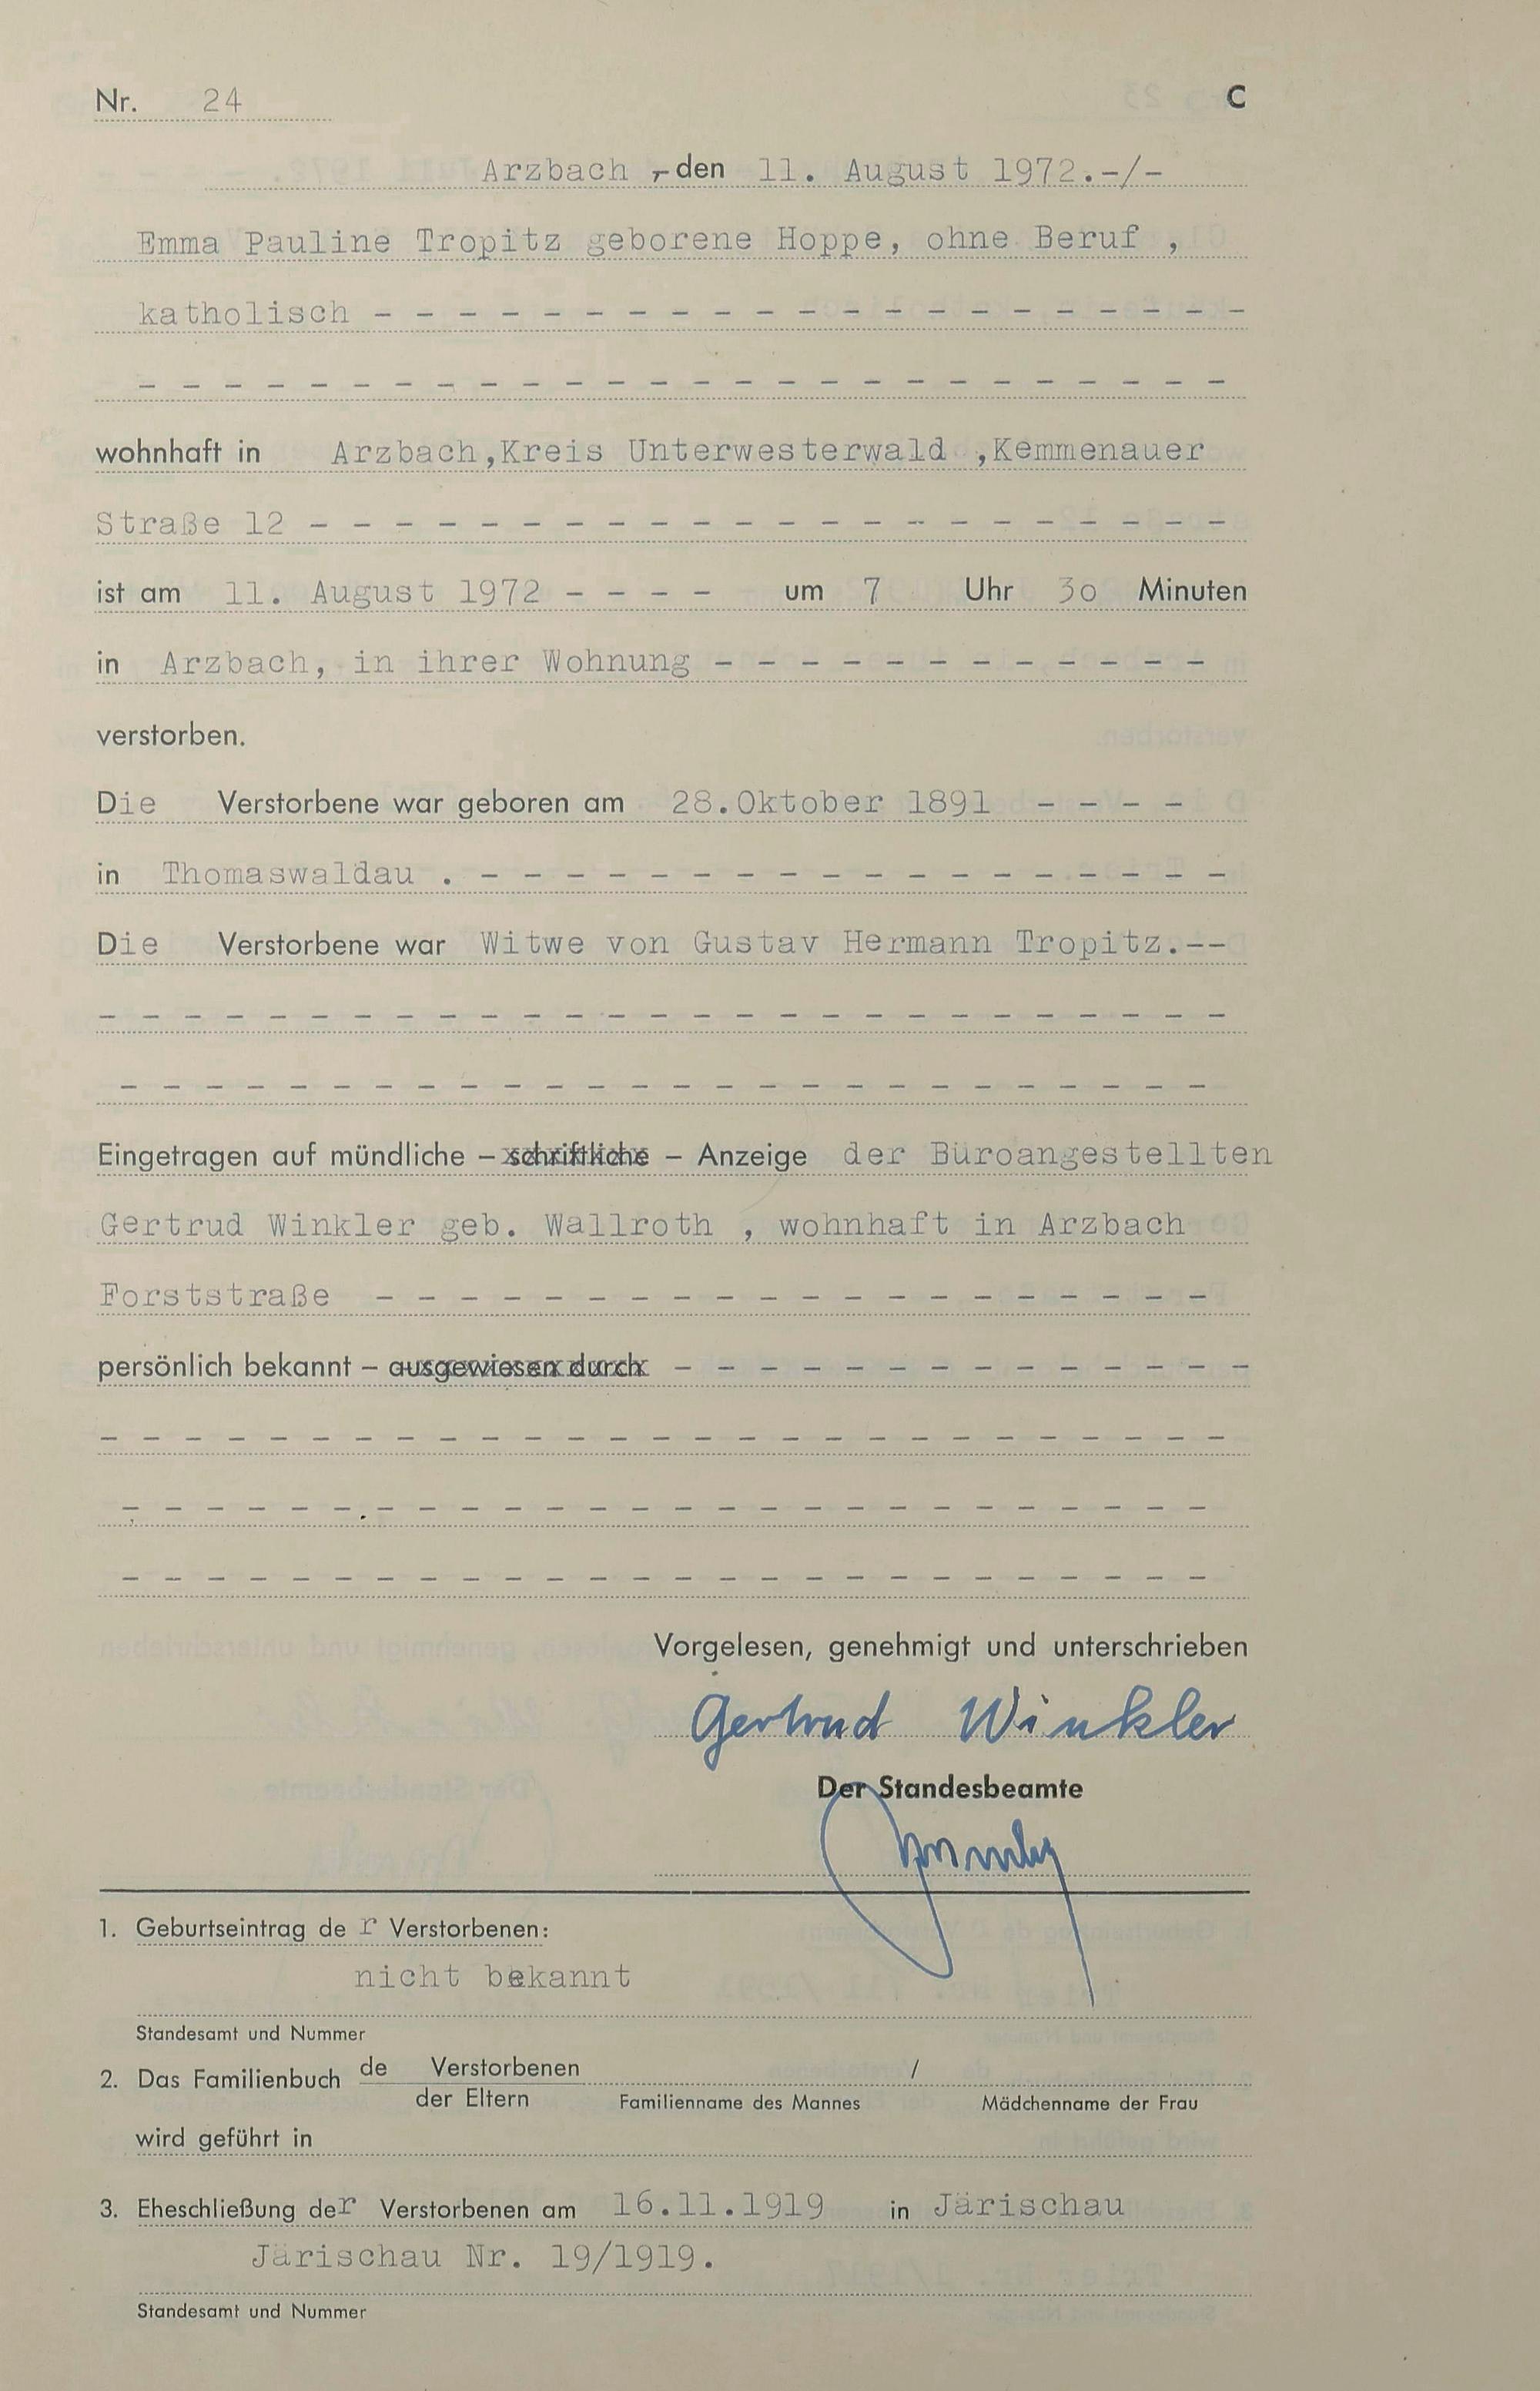 Nr. 24 C
Arzbach , den 11. August 1972.-/-
Emma Pauline Tropitz geborene Hoppe, ohne Beruf ,
katholisch - - - - - - - - - - - - - - - - - - - - -
- - - - - - - - - - - - - - - - - - - - - - - - - -
wohnhaft in Arzbach,Kreis Unterwesterwald ,Kemmenauer
Straße 12 - - - - - - - - - - - - - - - - - - - - - -
ist am 11. August 1972 - - - - um 7 Uhr 3o Minuten
in Arzbach, in ihrer Wohnung - - - - - - - - - - - -
verstorben.
Die Verstorbene war geboren am 28.Oktober 1891 - - - -
in Thomaswaldau . - - - - - - - - - - - - - - - - - -
Die Verstorbene war Witwe von Gustav Hermann Tropitz.--
- - - - - - - - - - - - - - - - - - - - - - - - - - -
- - - - - - - - - - - - - - - - - - - - - - - - - -
Eingetragen auf mündliche – schriftliche – Anzeige der Büroangestellten
Gertrud Winkler geb. Wallroth , wohnhaft in Arzbach
Forststraße - - - - - - - - - - - - - - - - - - - -
persönlich bekannt – ausgewiesen durch - - - - - - - - - - - - - -
- - - - - - - - - - - - - - - - - - - - - - - - - - -
- - - - - - - - - - - - - - - - - - - - - - - - - -
- - - - - - - - - - - - - - - - - - - - - - - - - -
Vorgelesen, genehmigt und unterschrieben
Gertrud Winkler
Der Standesbeamte
1. Geburtseintrag de r Verstorbenen:
nicht bekannt
Standesamt und Nummer
2. Das Familienbuch de Verstorbenen /
der Eltern Familienname des Mannes Mädchenname der Frau
wird geführt in
3. Eheschließung der Verstorbenen am 16.11.1919 in Järischau
Järischau Nr. 19/1919.
Standesamt und Nummer